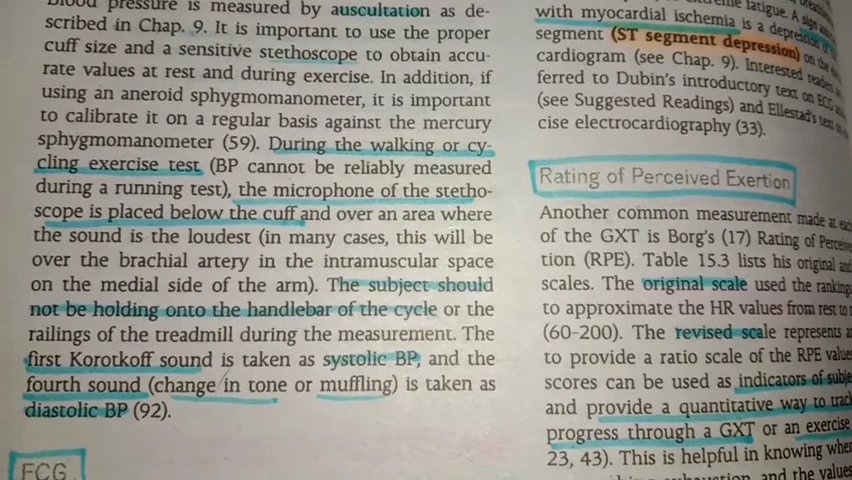 Blood pressure is measured by auscultation as de-
scribed in Chap. 9. It is important to use the proper
cuff size and a sensitive stethoscope to obtain accu-
rate values at rest and during exercise. In addition, if
using an aneroid sphygmomanometer, it is important
to calibrate it on a regular basis against the mercury
sphygmomanometer (59). During the walking or cy-
cling exercise test (BP cannot be reliably measured
during a running test), the microphone of the stetho-
scope is placed below the cuff and over an area where
the sound is the loudest (in many cases, this will be
over the brachial artery in the intramuscular space
on the medial side of the arm). The subject should
not be holding onto the handlebar of the cycle or the
railings of the treadmill during the measurement. The
first Korotkoff sound is taken as systolic BP, and the
fourth sound (change in tone or muffling) is taken as
diastolic BP (92).
ECG
fatigue. A sign
with myocardial ischemia is a depression
segment (ST segment depression) on the
cardiogram (see Chap. 9). Interested readers
ferred to Dubin's introductory text on ECG
(see Suggested Readings) and Ellestad's text
cise electrocardiography (33).
Rating of Perceived Exertion
Another common measurement made at each
of the GXT is Borg's (17) Rating of Perceive
tion (RPE). Table 15.3 lists his original and
scales. The original scale used the rankings
to approximate the HR values from rest to
(60-200). The revised scale represents
to provide a ratio scale of the RPE values
scores can be used as indicators of subje
and provide a quantitative way to track
progress through a GXT or an exercise
23, 43). This is helpful in knowing when
and the values